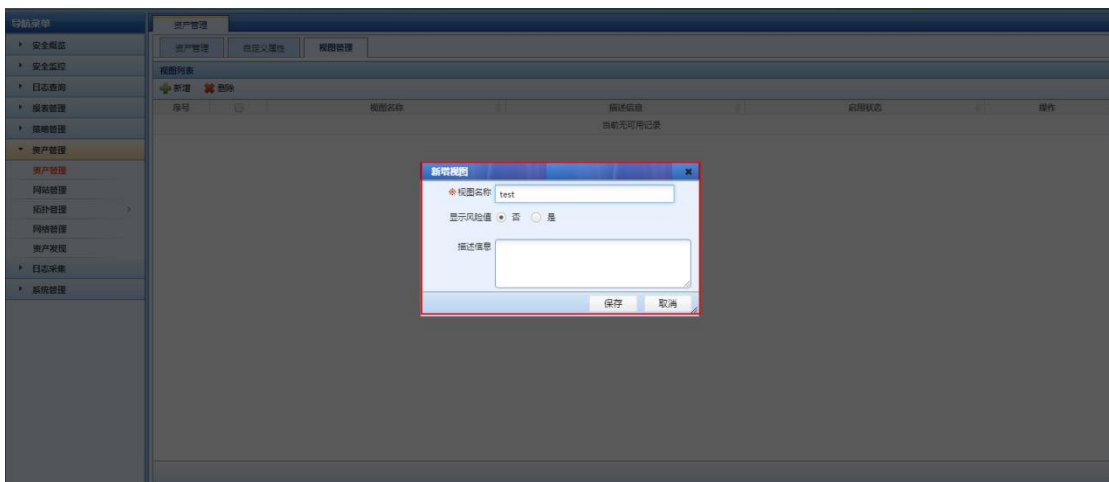 导航菜单
资产管理
安全概览
安全监控
日志查询
报表管理
策略管理
资产管理
资产管理
网站管理
拓扑管理
网络管理
资产发现
日志采集
系统管理
资产管理 自定义属性 视图管理
视图列表
新增 删除
序号 视图名称 描述信息 启用状态 操作
当前无可用记录
新增视图
※视图名称 test
显示风险值 否 是
描述信息
保存 取消